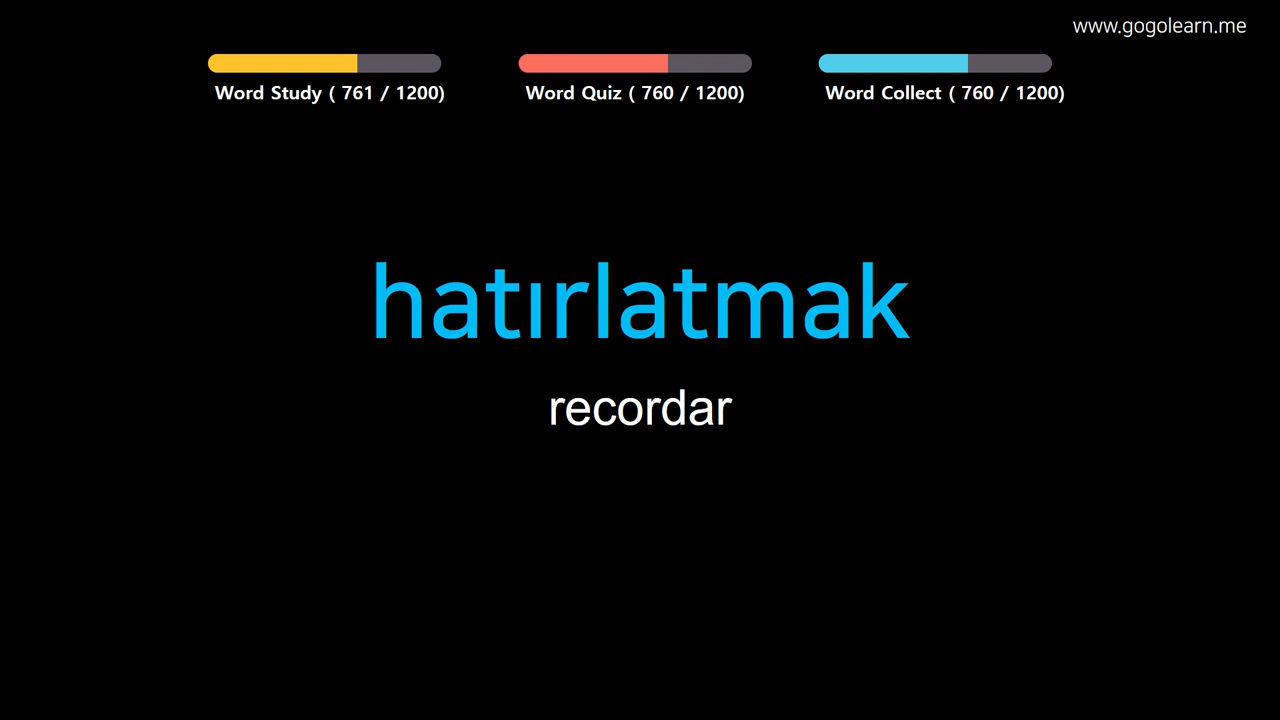 www.gogolearn.me
Word Study ( 761 / 1200)
Word Quiz ( 760 / 1200)
Word Collect ( 760 / 1200)
hatırlatmak
recordar